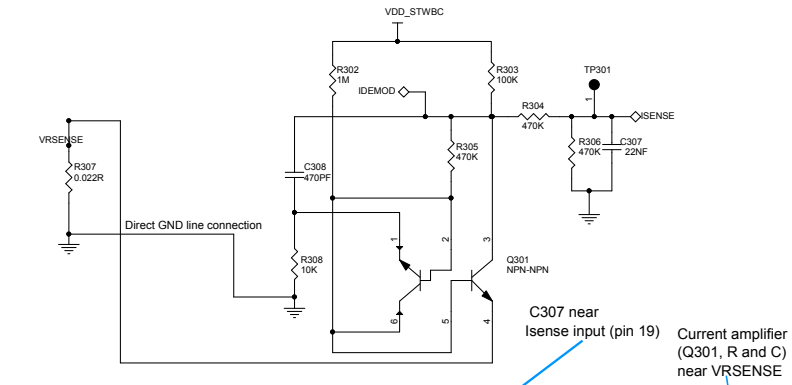 VDD_STWBC
R302
1M
R303
100K
TP301
1
IDEMOD
R304
470K
ISENSE
VRSENSE
R307
0.022R
C308
470PF
R305
470K
R306
470K
C307
22NF
Direct GND line connection
R308
10K
1
2
3
Q301
NPN-NPN
6
5
4
C307 near
Isense input (pin 19)
Current amplifier
(Q301, R and C)
near VRSENSE